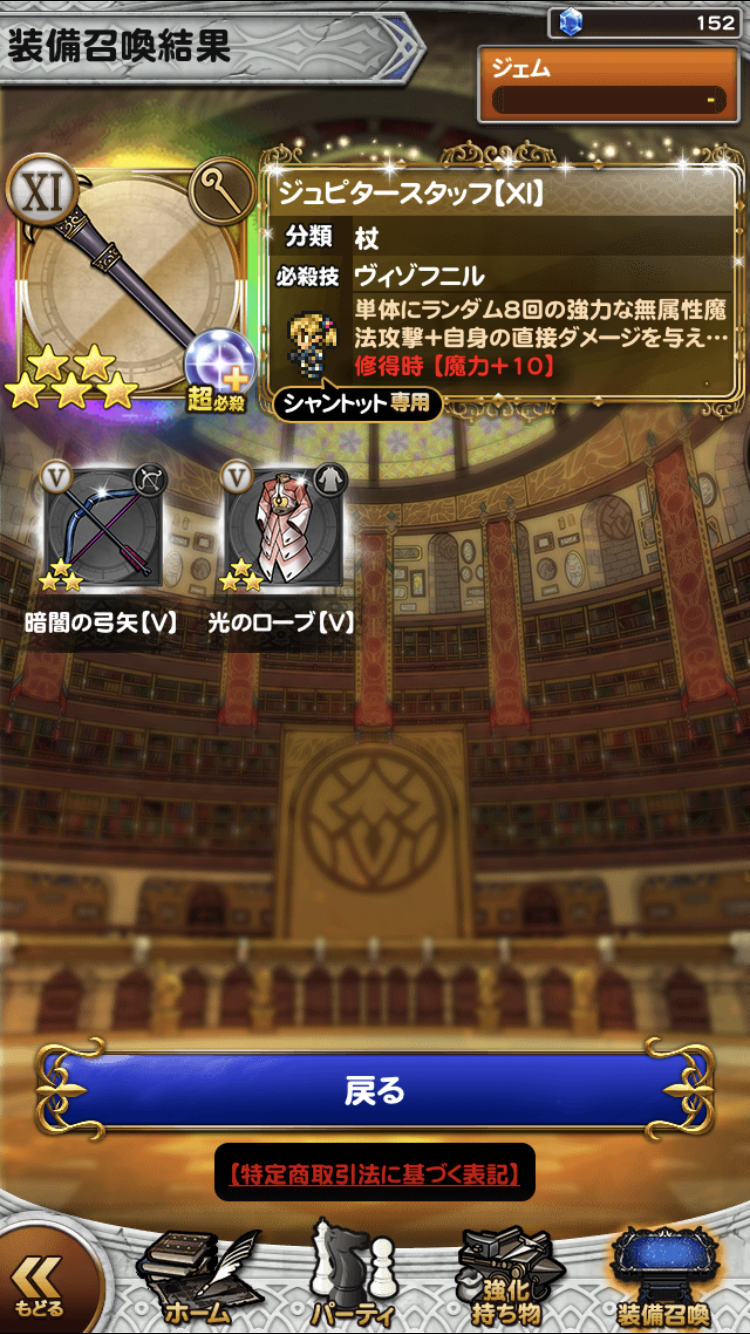 装備召喚結果
152
ジェム
-
XI
ジュピタースタッフ【XI】
分類 杖
必殺技 ヴィゾフニル
単体にランダム8回の強力な無属性魔
法攻撃+自身の直接ダメージを与え…
修得時【魔力+10】
超必殺
シャントット専用
V
V
暗闇の弓矢【V】
光のローブ【V】
戻る
【特定商取引法に基づく表記】
もどる
ホーム
パーティ
強化
持ち物
装備召喚